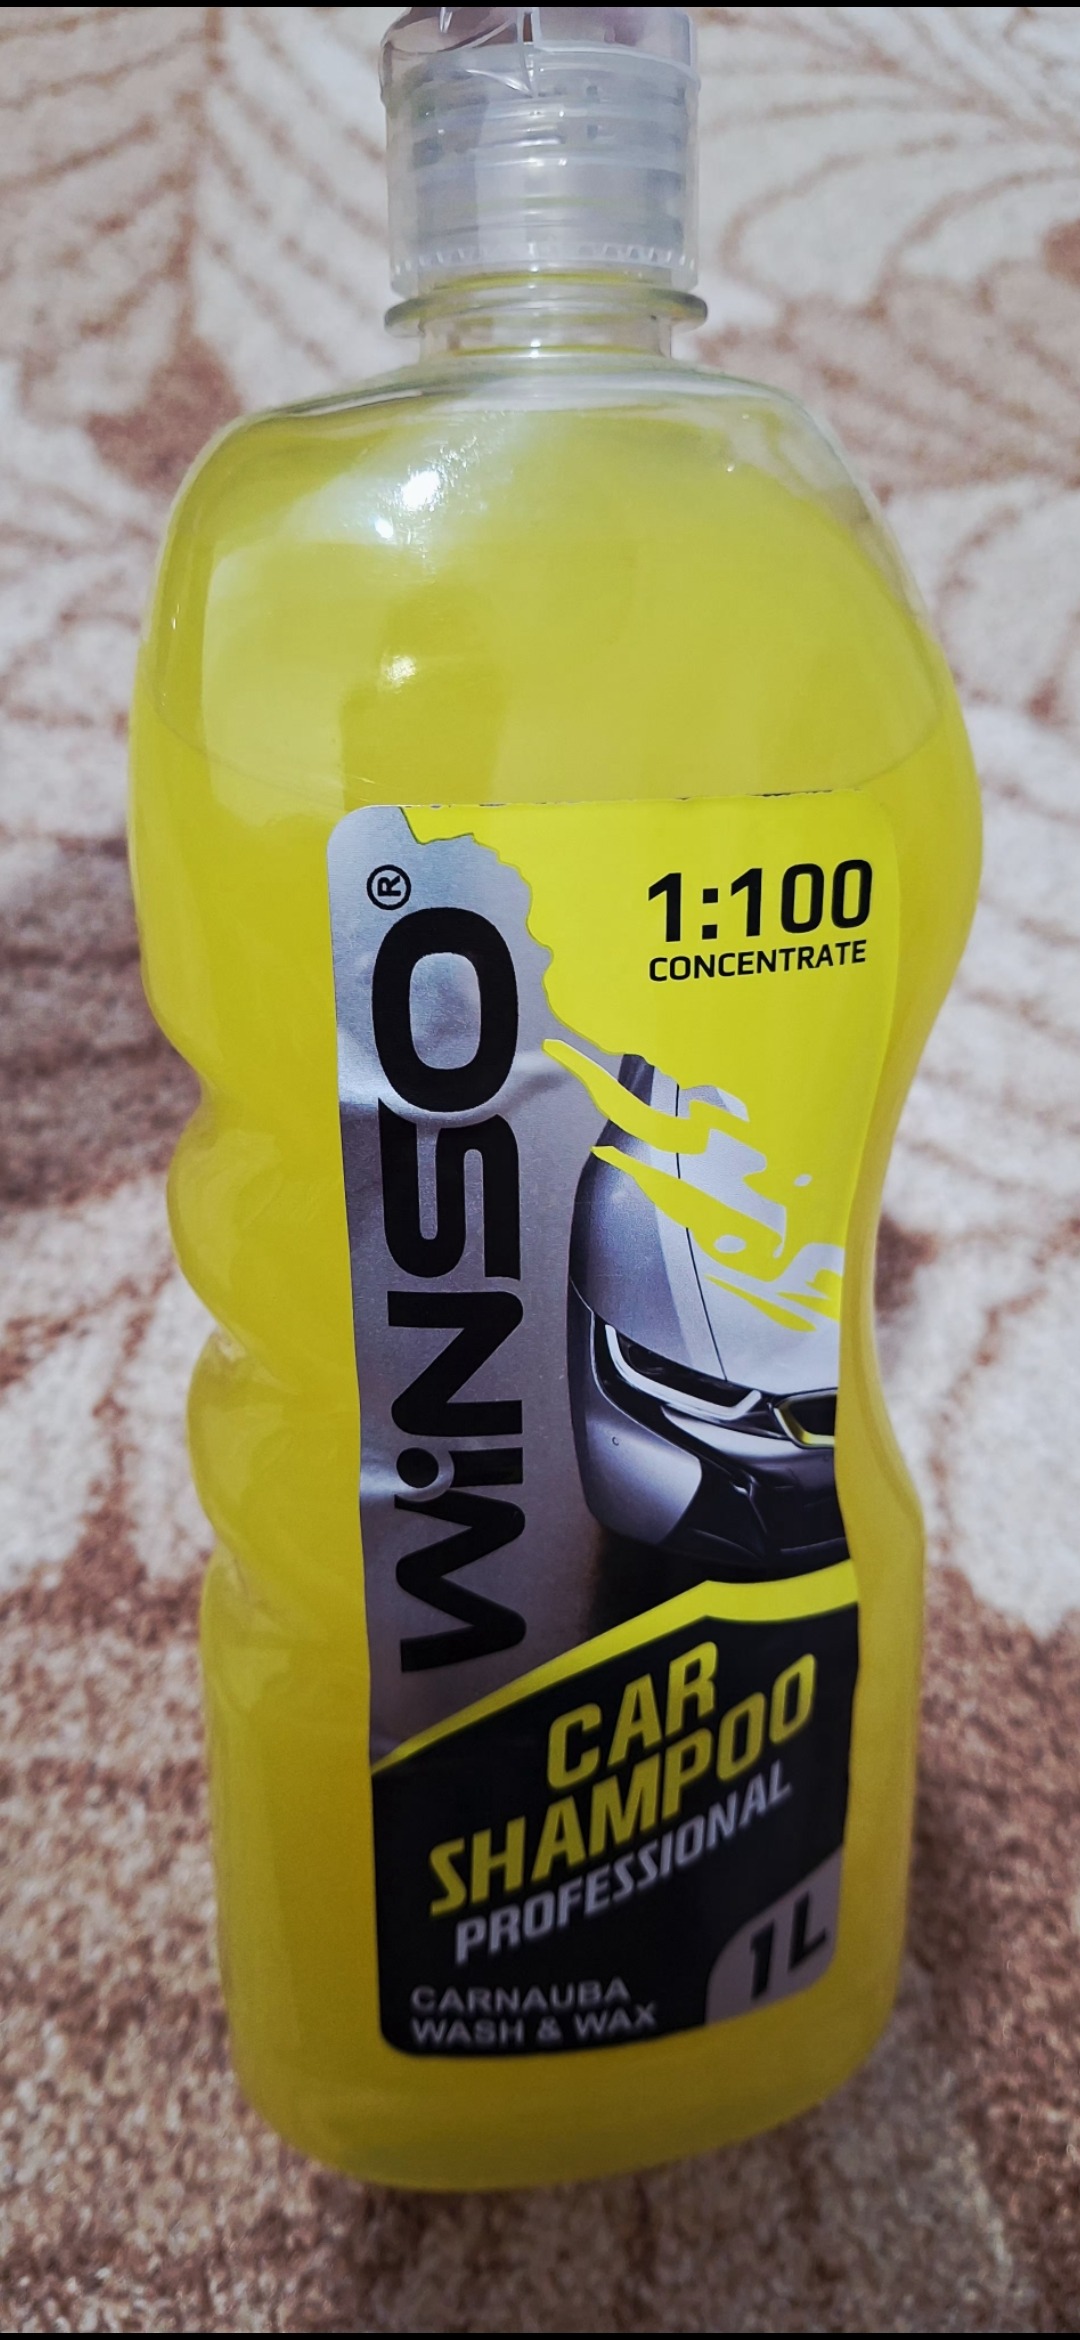 1:100
CONCENTRATE
WiNSO®
CAR
SHAMPOO
PROFESSIONAL
CARNAUBA
WASH & WAX
1L